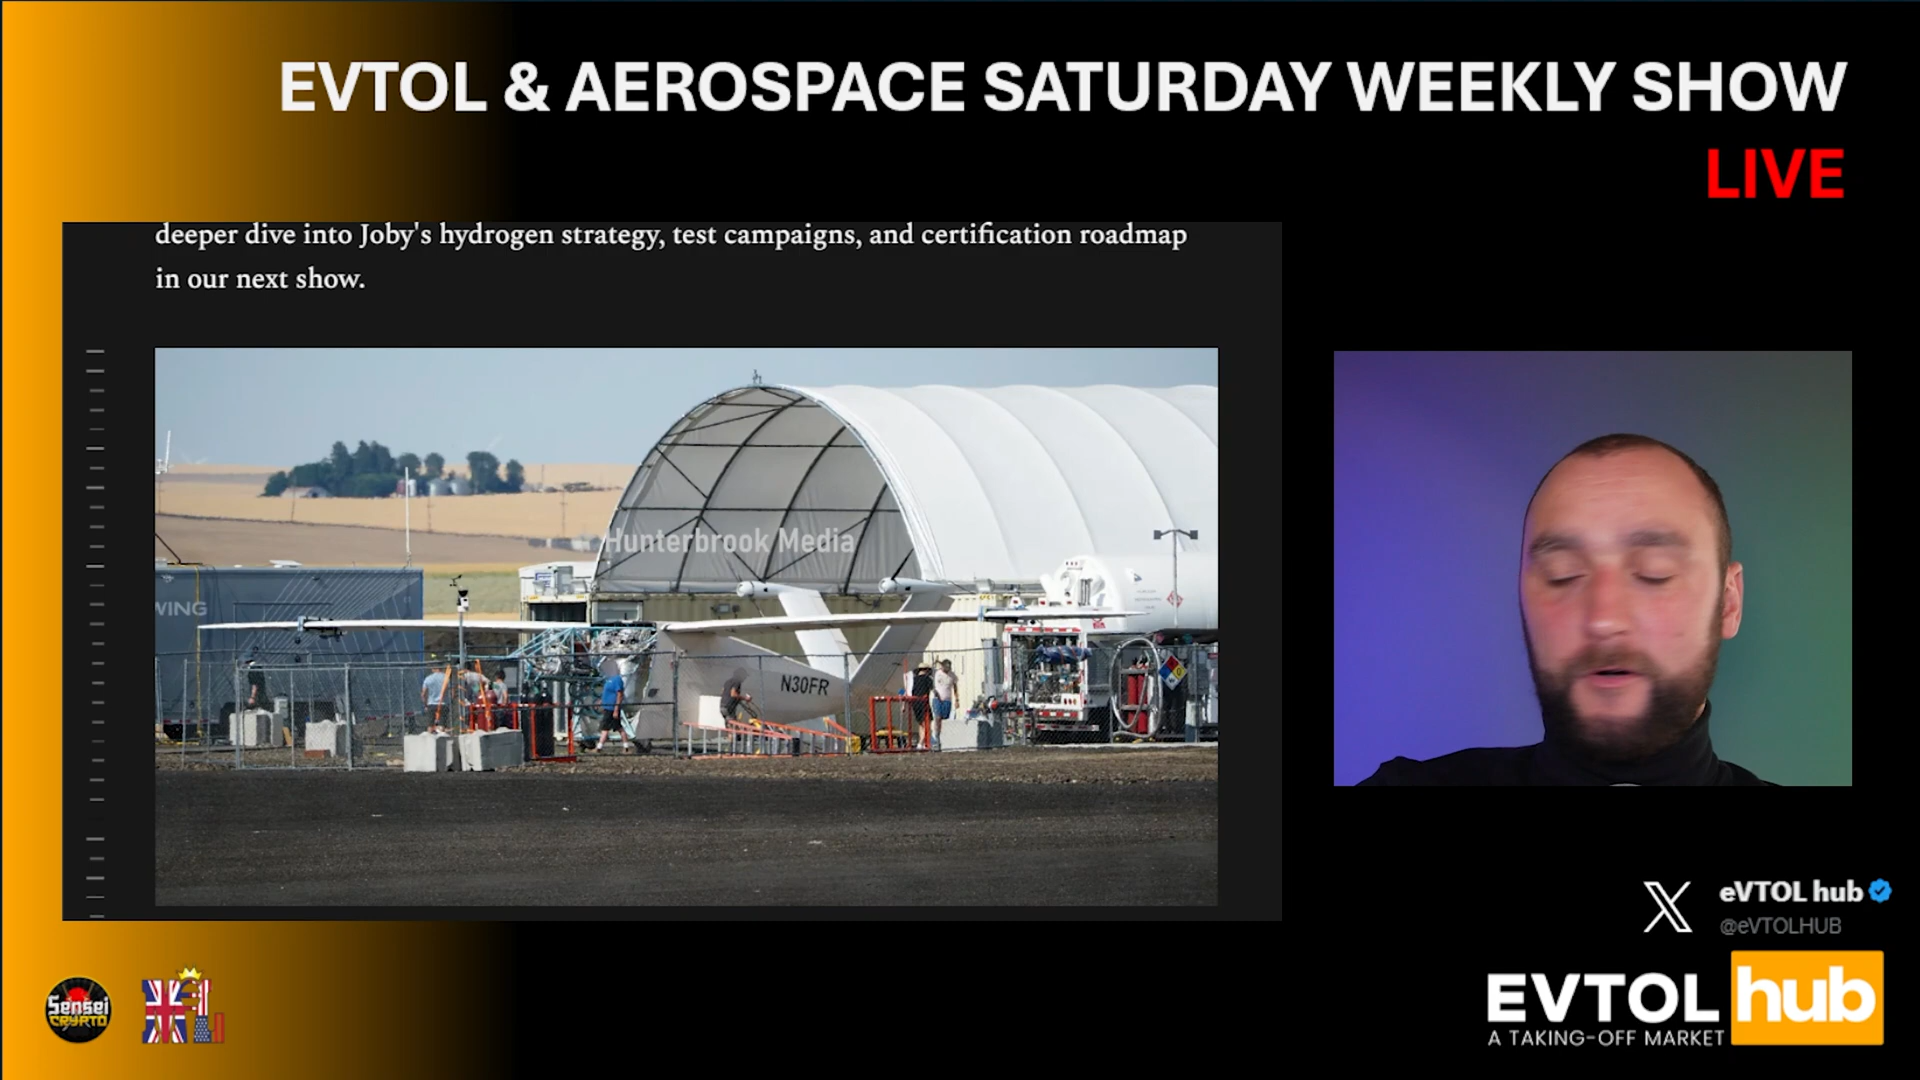 EVTOL & AEROSPACE SATURDAY WEEKLY SHOW
LIVE
deeper dive into Joby's hydrogen strategy, test campaigns, and certification roadmap
in our next show.
Hunterbrook Media
WING
N30FR
eVTOL hub
@eVTOLHUB
Sensei
CRYPTO
EVTOL hub
A TAKING-OFF MARKET